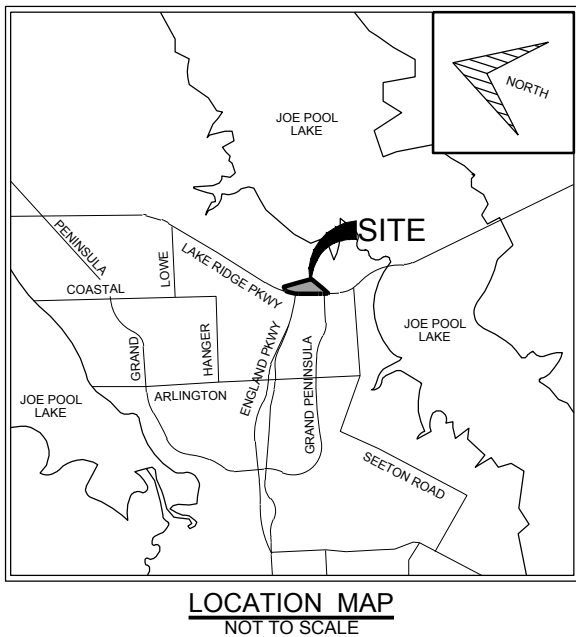 NORTH
JOE POOL
LAKE
SITE
PENINSULA
LOWE
LAKE RIDGE PKWY
COASTAL
GRAND
HANGER
ENGLAND PKWY
GRAND PENINSULA
JOE POOL
LAKE
ARLINGTON
JOE POOL
LAKE
SEETON ROAD
LOCATION MAP
NOT TO SCALE